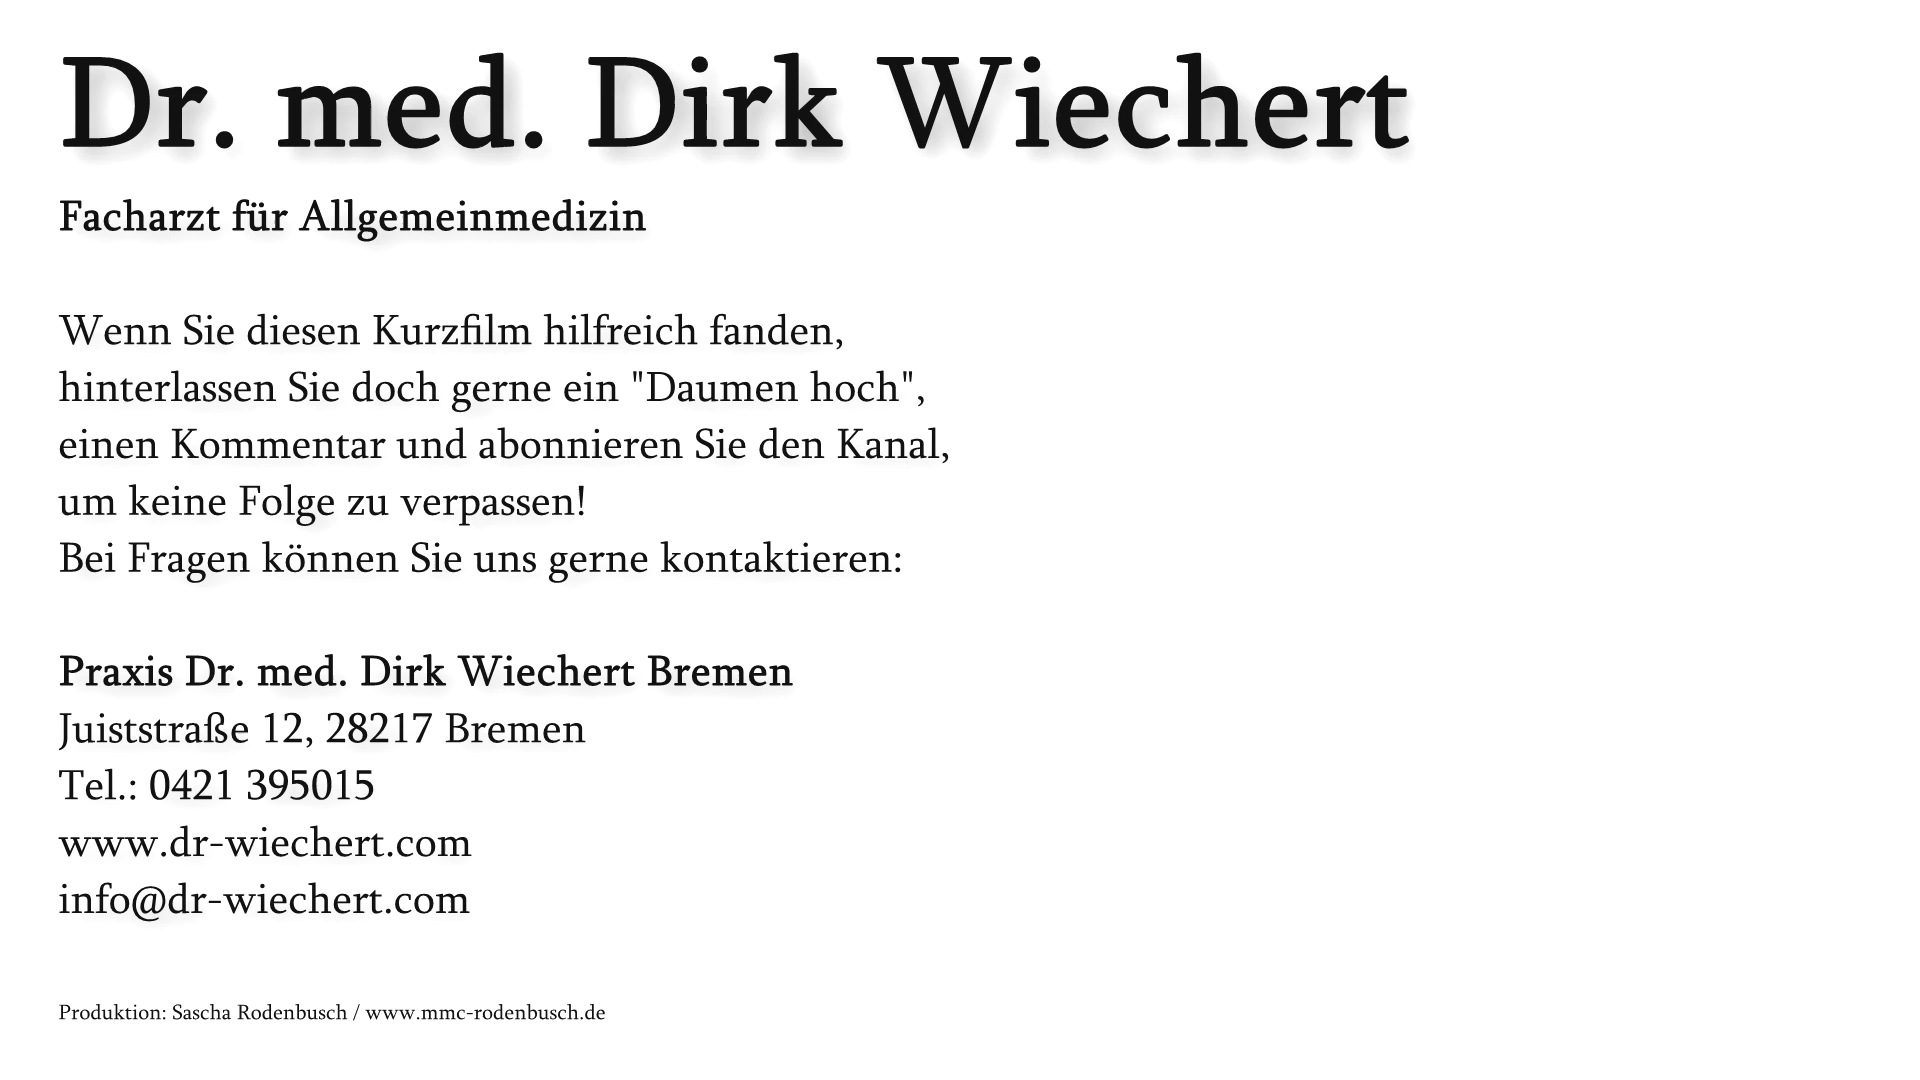 Dr. med. Dirk Wiechert
Facharzt für Allgemeinmedizin
Wenn Sie diesen Kurzfilm hilfreich fanden,
hinterlassen Sie doch gerne ein "Daumen hoch",
einen Kommentar und abonnieren Sie den Kanal,
um keine Folge zu verpassen!
Bei Fragen können Sie uns gerne kontaktieren:
Praxis Dr. med. Dirk Wiechert Bremen
Juiststraße 12, 28217 Bremen
Tel.: 0421 395015
www.dr-wiechert.com
info@dr-wiechert.com
Produktion: Sascha Rodenbusch / www.mmc-rodenbusch.de